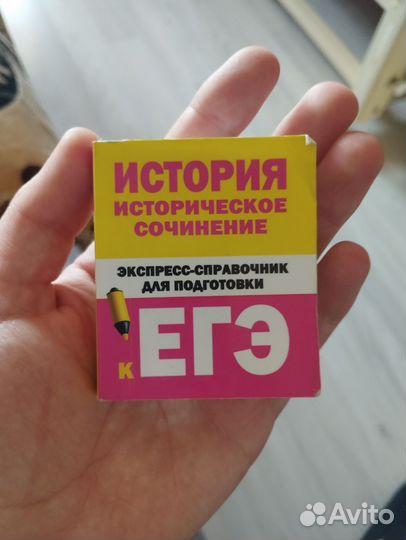 ИСТОРИЯ
ИСТОРИЧЕСКОЕ
СОЧИНЕНИЕ
ЭКСПРЕСС-СПРАВОЧНИК
ДЛЯ ПОДГОТОВКИ
К ЕГЭ
Avito